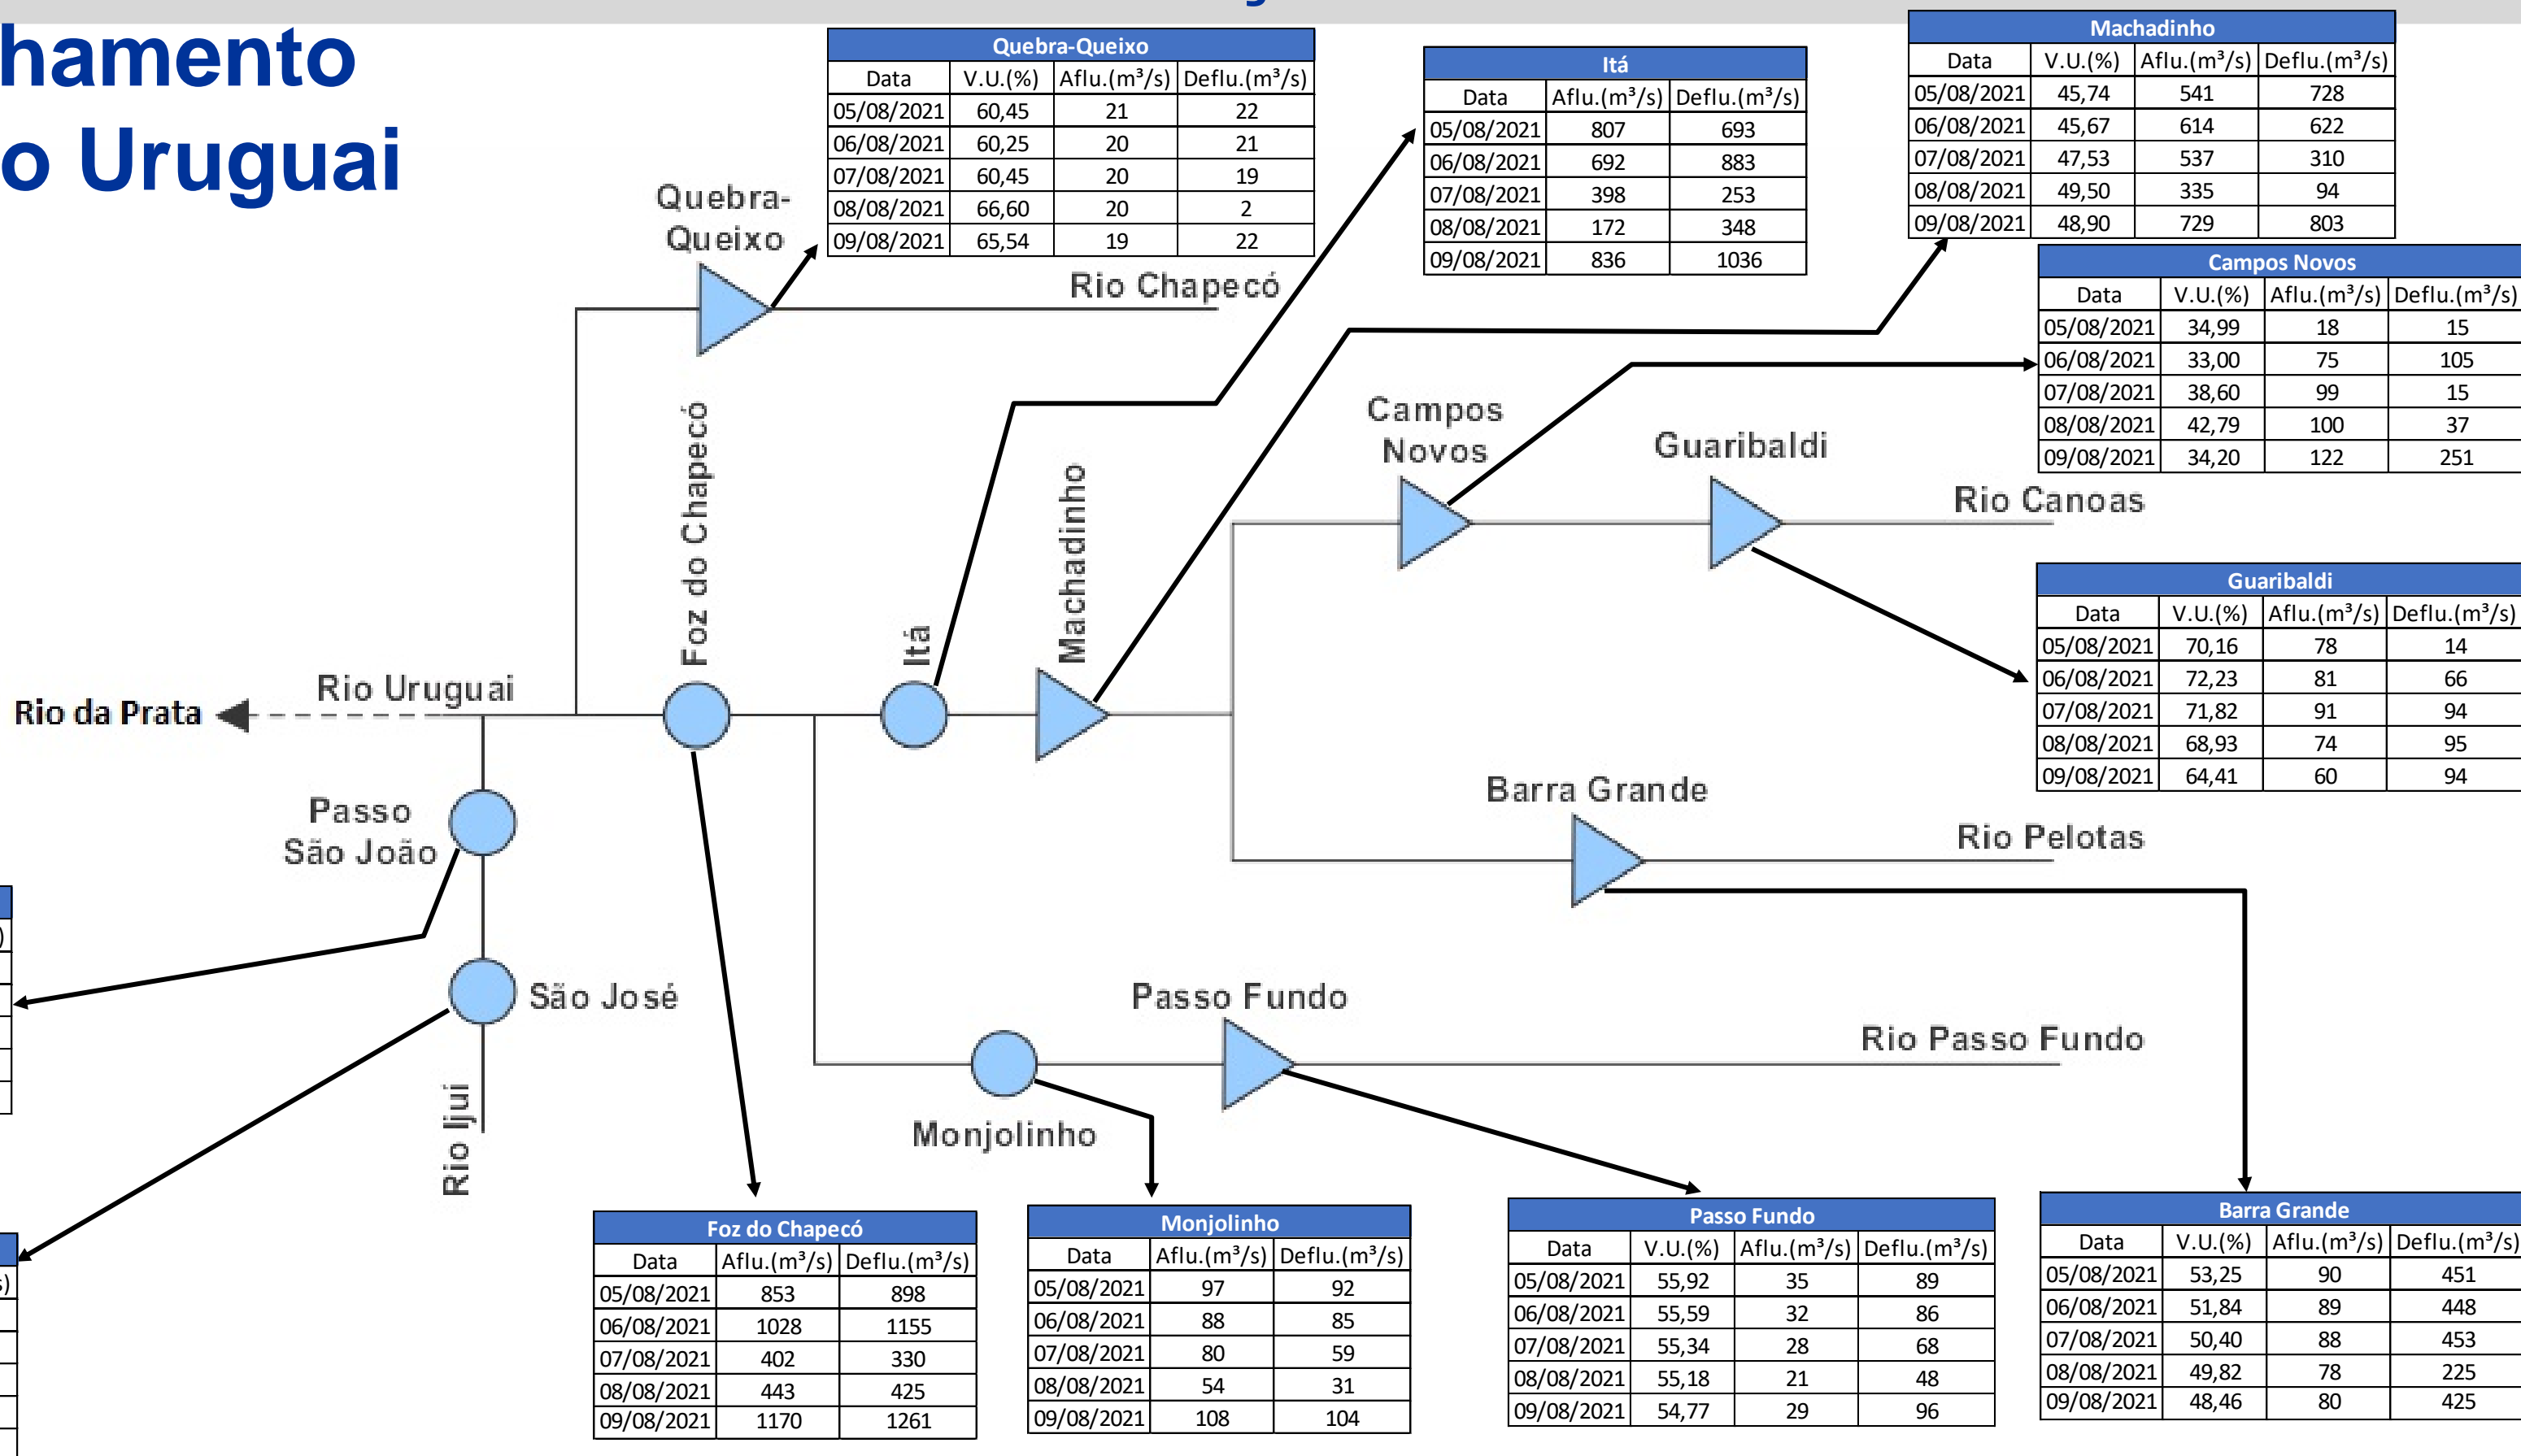 hamento
o Uruguai
Quebra-Queixo
Data V.U.(%) Aflu.(m³/s) Deflu.(m³/s)
05/08/2021 60,45 21 22
06/08/2021 60,25 20 21
07/08/2021 60,45 20 19
08/08/2021 66,60 20 2
09/08/2021 65,54 19 22
Itá
Data Aflu.(m³/s) Deflu.(m³/s)
05/08/2021 807 693
06/08/2021 692 883
07/08/2021 398 253
08/08/2021 172 348
09/08/2021 836 1036
Machadinho
Data V.U.(%) Aflu.(m³/s) Deflu.(m³/s)
05/08/2021 45,74 541 728
06/08/2021 45,67 614 622
07/08/2021 47,53 537 310
08/08/2021 49,50 335 94
09/08/2021 48,90 729 803
Campos Novos
Data V.U.(%) Aflu.(m³/s) Deflu.(m³/s)
05/08/2021 34,99 18 15
06/08/2021 33,00 75 105
07/08/2021 38,60 99 15
08/08/2021 42,79 100 37
09/08/2021 34,20 122 251
Quebra-
Queixo
Rio Chapecó
Foz do Chapecó
Itá
Machadinho
Campos
Novos
Guaribaldi
Rio Canoas
Guaribaldi
Data V.U.(%) Aflu.(m³/s) Deflu.(m³/s)
05/08/2021 70,16 78 14
06/08/2021 72,23 81 66
07/08/2021 71,82 91 94
08/08/2021 68,93 74 95
09/08/2021 64,41 60 94
Rio da Prata
Rio Uruguai
Passo
São João
São José
Rio Ijui
Barra Grande
Rio Pelotas
Passo Fundo
Rio Passo Fundo
Monjolinho
)
s)
Foz do Chapecó
Data Aflu.(m³/s) Deflu.(m³/s)
05/08/2021 853 898
06/08/2021 1028 1155
07/08/2021 402 330
08/08/2021 443 425
09/08/2021 1170 1261
Monjolinho
Data Aflu.(m³/s) Deflu.(m³/s)
05/08/2021 97 92
06/08/2021 88 85
07/08/2021 80 59
08/08/2021 54 31
09/08/2021 108 104
Passo Fundo
Data V.U.(%) Aflu.(m³/s) Deflu.(m³/s)
05/08/2021 55,92 35 89
06/08/2021 55,59 32 86
07/08/2021 55,34 28 68
08/08/2021 55,18 21 48
09/08/2021 54,77 29 96
Barra Grande
Data V.U.(%) Aflu.(m³/s) Deflu.(m³/s)
05/08/2021 53,25 90 451
06/08/2021 51,84 89 448
07/08/2021 50,40 88 453
08/08/2021 49,82 78 225
09/08/2021 48,46 80 425